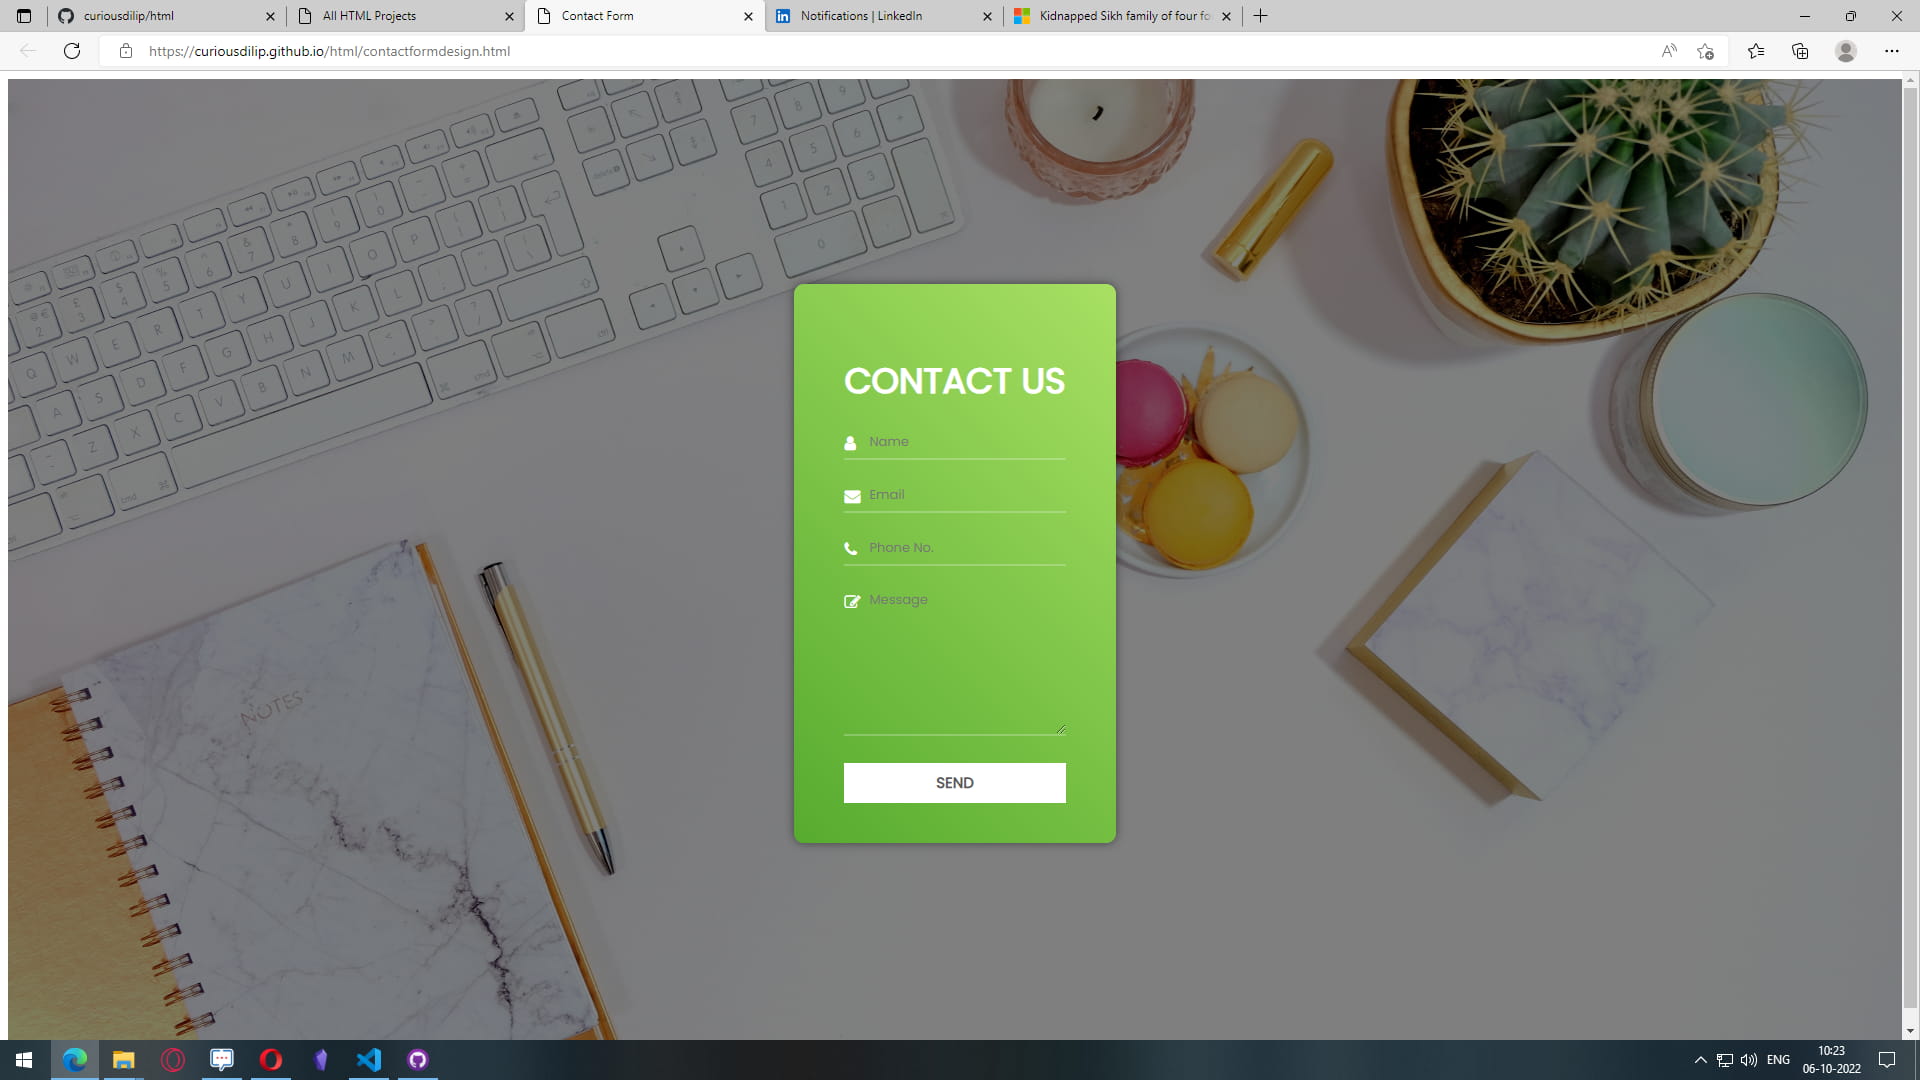 curiousdilip/html
All HTML Projects
Contact Form
Notifications | LinkedIn
Kidnapped Sikh family of four fo
https://curiousdilip.github.io/html/contactformdesign.html
CONTACT US
Name
Email
Phone No.
Message
SEND
NOTES
ENG
10:23
06-10-2022